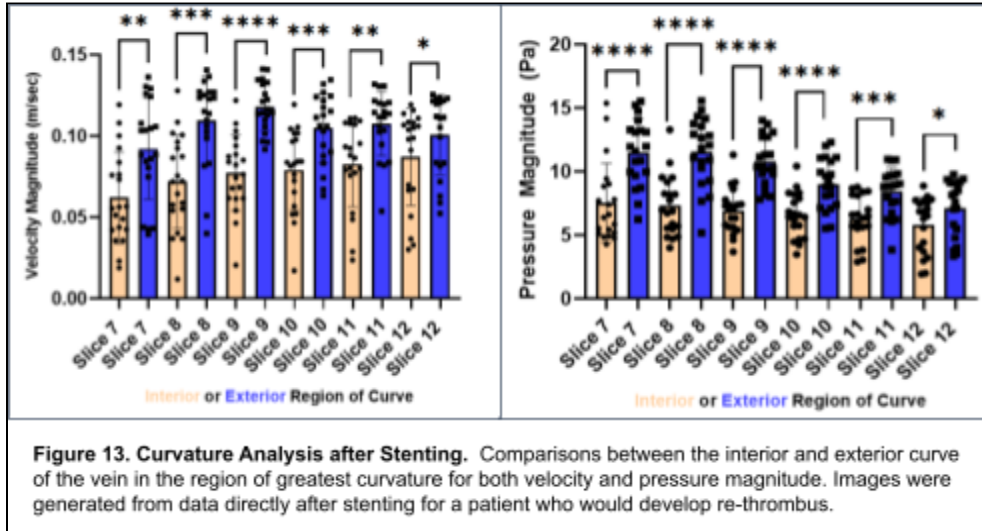 ** *** **** *** ** *
0.15
0.10
0.05
0.00
Velocity Magnitude (m/sec)
Slice 7 Slice 7 Slice 8 Slice 8 Slice 9 Slice 9 Slice 10 Slice 10 Slice 11 Slice 11 Slice 12 Slice 12
Interior or Exterior Region of Curve
**** **** **** **** *** *
20
15
10
5
0
Pressure Magnitude (Pa)
Slice 7 Slice 7 Slice 8 Slice 8 Slice 9 Slice 9 Slice 10 Slice 10 Slice 11 Slice 11 Slice 12 Slice 12
Interior or Exterior Region of Curve
Figure 13. Curvature Analysis after Stenting. Comparisons between the interior and exterior curve
of the vein in the region of greatest curvature for both velocity and pressure magnitude. Images were
generated from data directly after stenting for a patient who would develop re-thrombus.